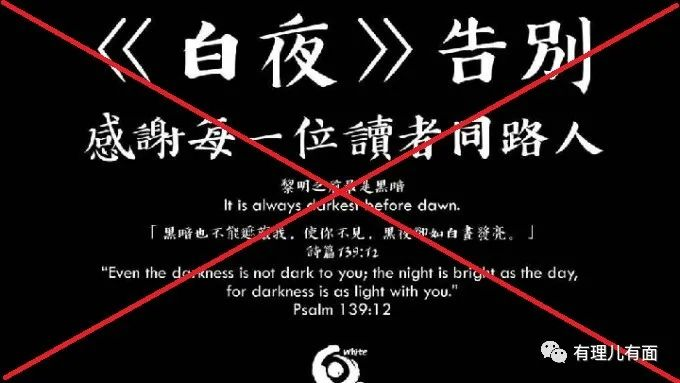 《白夜》告別
感謝每一位讀者同路人
黎明之前最是黑暗
It is always darkest before dawn.
「黑暗也不能遮蔽我，使你不見，黑夜卻如白晝發亮。」
詩篇139:12
"Even the darkness is not dark to you; the night is bright as the day,
for darkness is as light with you."
Psalm 139:12
white
有理儿有面